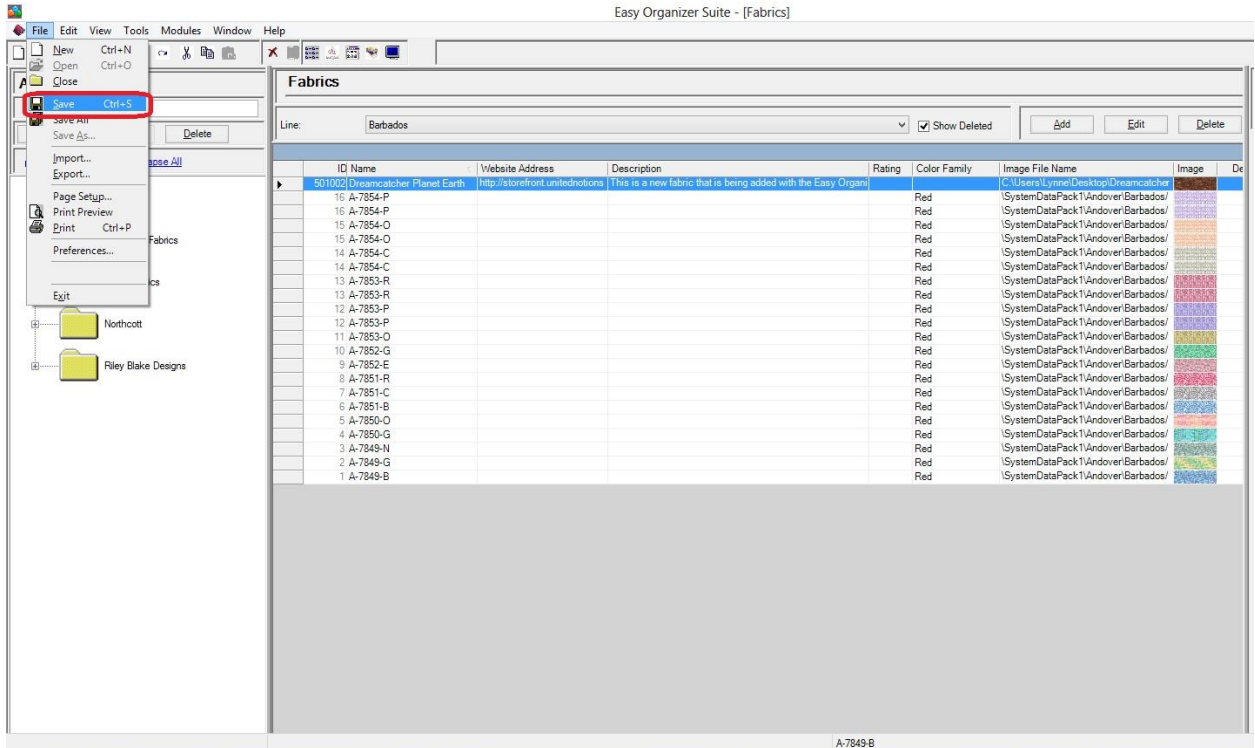 Easy Organizer Suite - [Fabrics]
File Edit View Tools Modules Window Help
New Ctrl+N
Open Ctrl+O
Close
Save Ctrl+S
Save All
Save As...
Import...
Export...
Page Setup...
Print Preview
Print Ctrl+P
Preferences...
Exit
A
Delete
apse All
Fabrics
ics
Northcott
Riley Blake Designs
Fabrics
Line: Barbados Show Deleted Add Edit Delete
ID Name Website Address Description Rating Color Family Image File Name Image De
501002 Dreamcatcher Planet Earth http://storefront.unitednotions This is a new fabric that is being added with the Easy Organi C:\Users\Lynne\Desktop\Dreamcatcher
16 A-7854-P Red \SystemDataPack1\Andover\Barbados/
16 A-7854-P Red \SystemDataPack1\Andover\Barbados/
15 A-7854-O Red \SystemDataPack1\Andover\Barbados/
15 A-7854-O Red \SystemDataPack1\Andover\Barbados/
14 A-7854-C Red \SystemDataPack1\Andover\Barbados/
14 A-7854-C Red \SystemDataPack1\Andover\Barbados/
13 A-7853-R Red \SystemDataPack1\Andover\Barbados/
13 A-7853-R Red \SystemDataPack1\Andover\Barbados/
12 A-7853-P Red \SystemDataPack1\Andover\Barbados/
12 A-7853-P Red \SystemDataPack1\Andover\Barbados/
11 A-7853-O Red \SystemDataPack1\Andover\Barbados/
10 A-7852-G Red \SystemDataPack1\Andover\Barbados/
9 A-7852-E Red \SystemDataPack1\Andover\Barbados/
8 A-7851-R Red \SystemDataPack1\Andover\Barbados/
7 A-7851-C Red \SystemDataPack1\Andover\Barbados/
6 A-7851-B Red \SystemDataPack1\Andover\Barbados/
5 A-7850-O Red \SystemDataPack1\Andover\Barbados/
4 A-7850-G Red \SystemDataPack1\Andover\Barbados/
3 A-7849-N Red \SystemDataPack1\Andover\Barbados/
2 A-7849-G Red \SystemDataPack1\Andover\Barbados/
1 A-7849-B Red \SystemDataPack1\Andover\Barbados/
A-7849-B